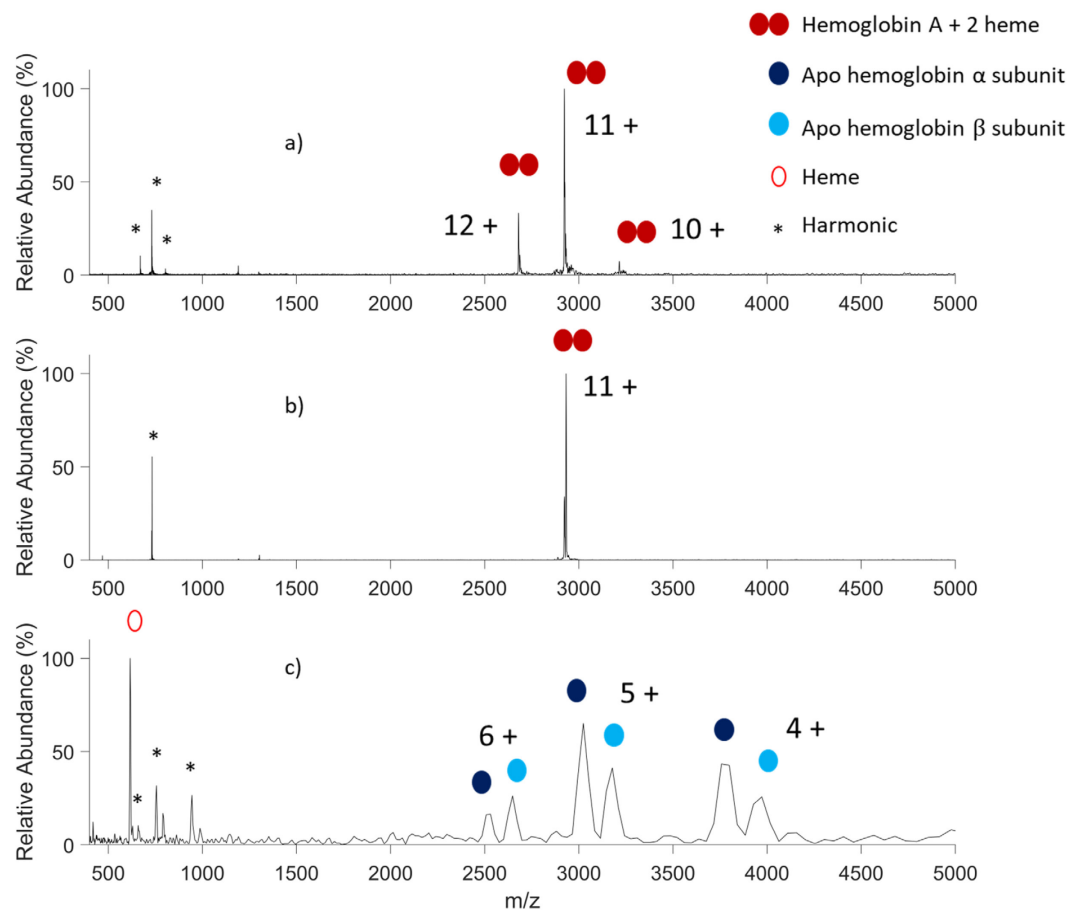 Hemoglobin A + 2 heme
Apo hemoglobin α subunit
Apo hemoglobin β subunit
Heme
* Harmonic
Relative Abundance (%)
100
50
0
a)
*
*
*
12 +
11 +
10 +
500 1000 1500 2000 2500 3000 3500 4000 4500 5000
Relative Abundance (%)
100
50
0
b)
*
11 +
500 1000 1500 2000 2500 3000 3500 4000 4500 5000
Relative Abundance (%)
100
50
0
c)
*
*
*
6 +
5 +
4 +
500 1000 1500 2000 2500 3000 3500 4000 4500 5000
m/z